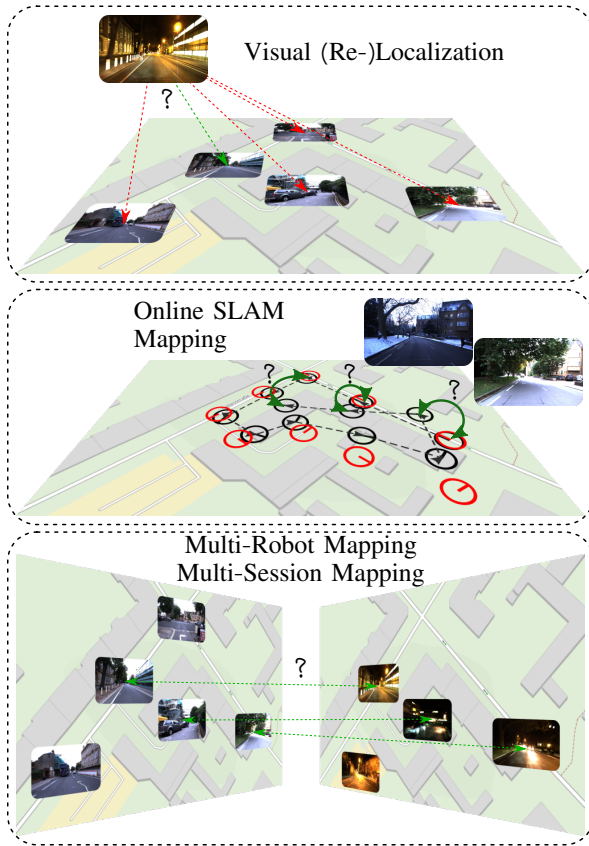 Visual (Re-)Localization
?
Online SLAM
Mapping
?
?
?
Multi-Robot Mapping
Multi-Session Mapping
?